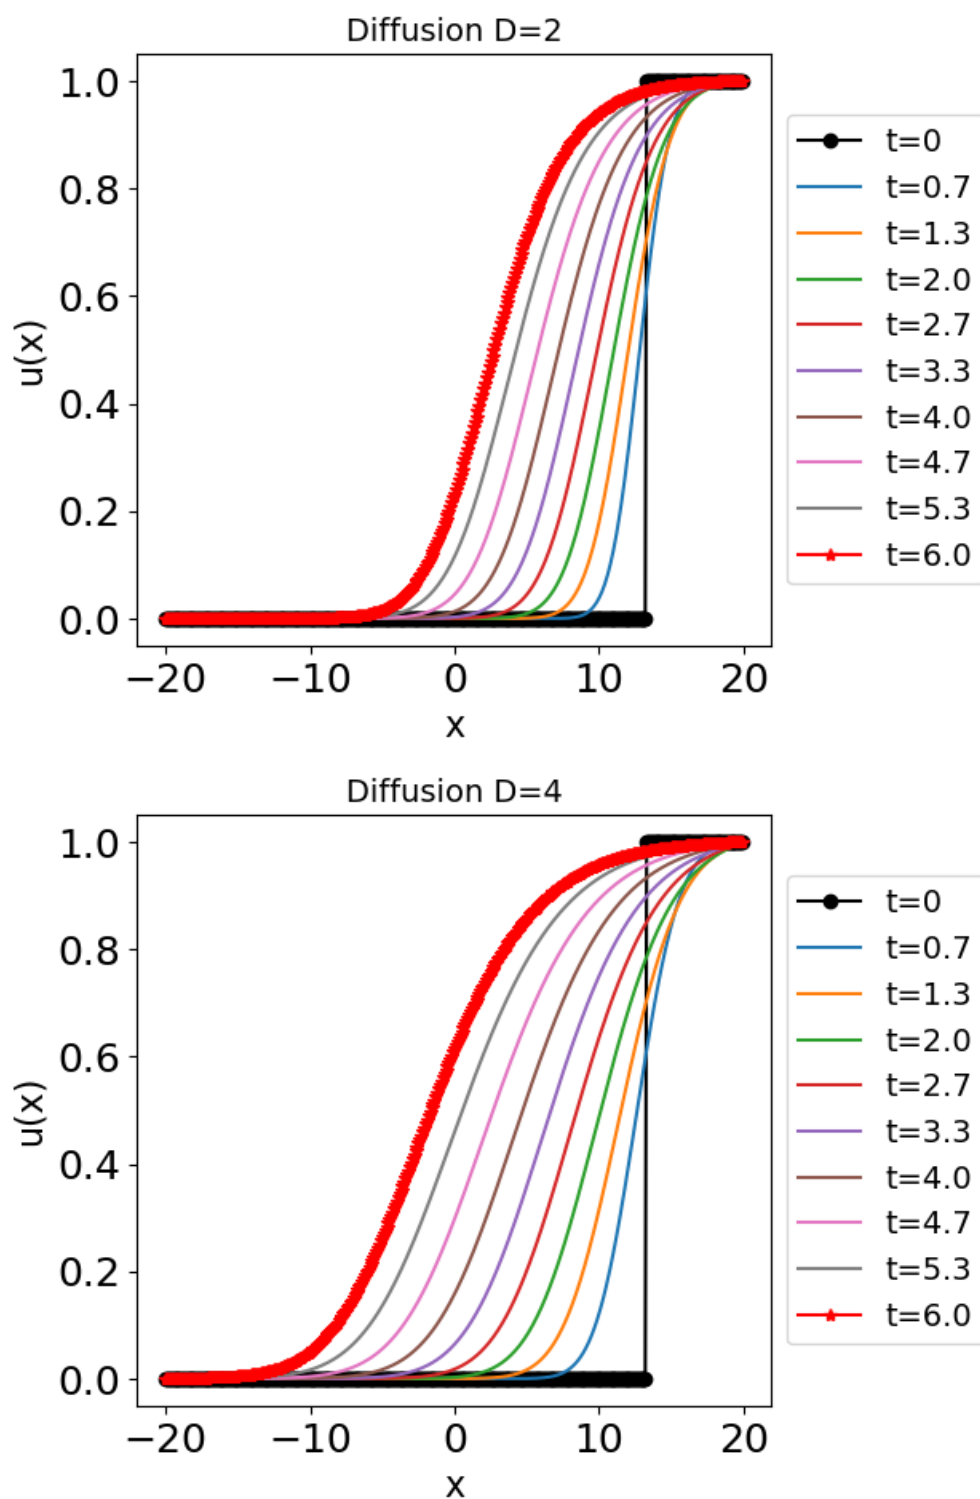 Diffusion D=2
1.0
0.8
0.6
0.4
0.2
0.0
u(x)
−20 −10 0 10 20
x
t=0
t=0.7
t=1.3
t=2.0
t=2.7
t=3.3
t=4.0
t=4.7
t=5.3
t=6.0
Diffusion D=4
1.0
0.8
0.6
0.4
0.2
0.0
u(x)
−20 −10 0 10 20
x
t=0
t=0.7
t=1.3
t=2.0
t=2.7
t=3.3
t=4.0
t=4.7
t=5.3
t=6.0